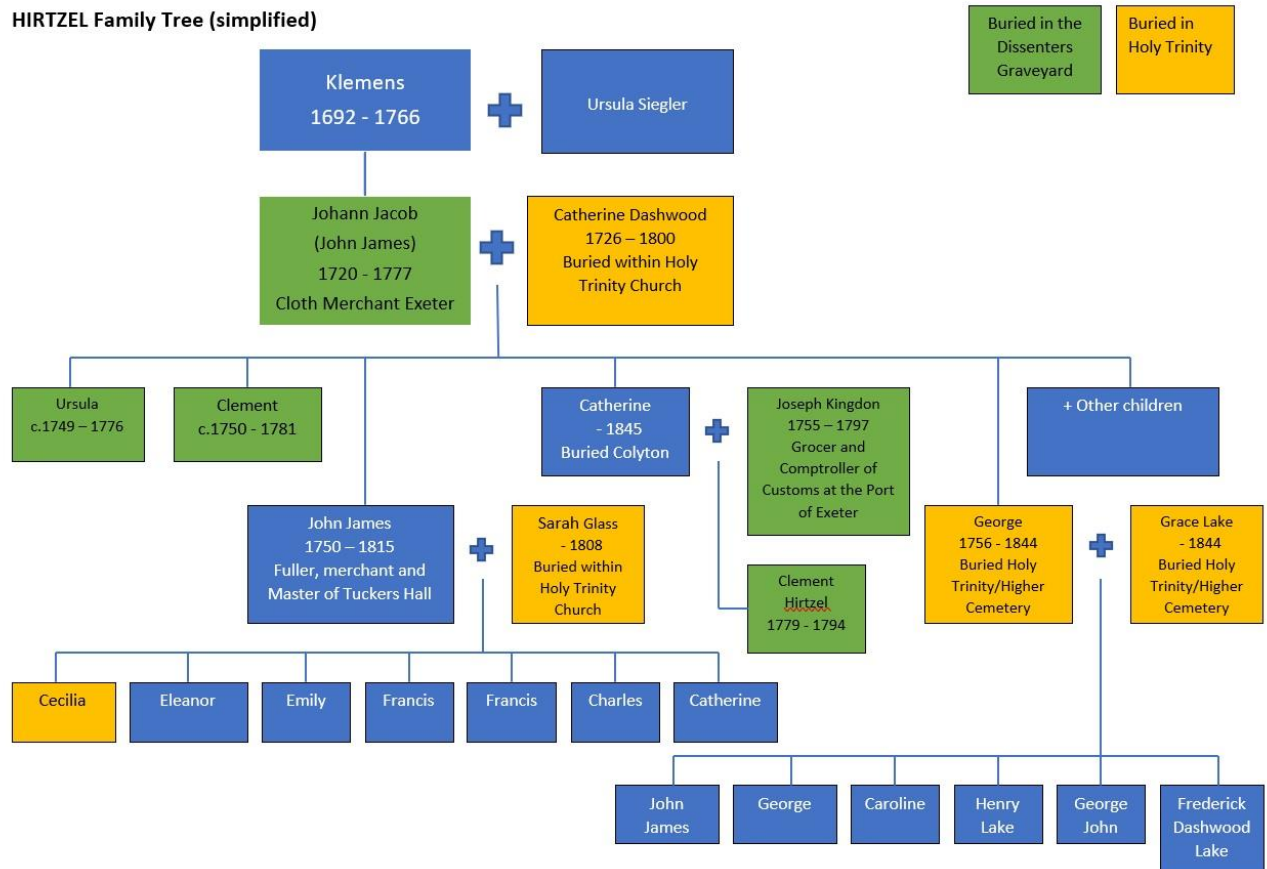 HIRTZEL Family Tree (simplified)
Buried in the
Dissenters
Graveyard
Buried in
Holy Trinity
Klemens
1692 - 1766
Ursula Siegler
Johann Jacob
(John James)
1720 - 1777
Cloth Merchant Exeter
Catherine Dashwood
1726 – 1800
Buried within Holy
Trinity Church
Ursula
c.1749 – 1776
Clement
c.1750 - 1781
Catherine
- 1845
Buried Colyton
Joseph Kingdon
1755 – 1797
Grocer and
Comptroller of
Customs at the Port
of Exeter
+ Other children
John James
1750 – 1815
Fuller, merchant and
Master of Tuckers Hall
Sarah Glass
- 1808
Buried within
Holy Trinity
Church
Clement
Hirtzel
1779 - 1794
George
1756 - 1844
Buried Holy
Trinity/Higher
Cemetery
Grace Lake
- 1844
Buried Holy
Trinity/Higher
Cemetery
Cecilia
Eleanor
Emily
Francis
Francis
Charles
Catherine
John
James
George
Caroline
Henry
Lake
George
John
Frederick
Dashwood
Lake